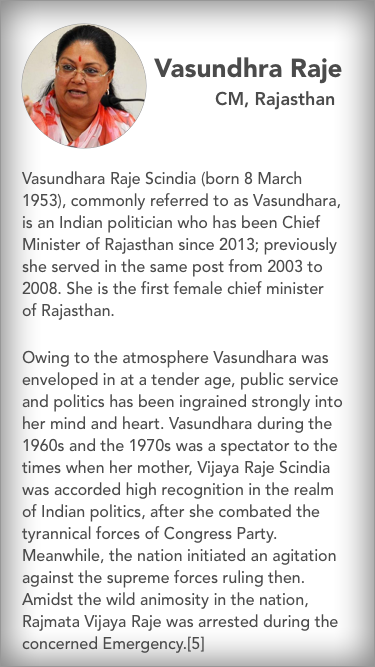 Vasundhra Raje
CM, Rajasthan
Vasundhara Raje Scindia (born 8 March
1953), commonly referred to as Vasundhara,
is an Indian politician who has been Chief
Minister of Rajasthan since 2013; previously
she served in the same post from 2003 to
2008. She is the first female chief minister
of Rajasthan.
Owing to the atmosphere Vasundhara was
enveloped in at a tender age, public service
and politics has been ingrained strongly into
her mind and heart. Vasundhara during the
1960s and the 1970s was a spectator to the
times when her mother, Vijaya Raje Scindia
was accorded high recognition in the realm
of Indian politics, after she combated the
tyrannical forces of Congress Party.
Meanwhile, the nation initiated an agitation
against the supreme forces ruling then.
Amidst the wild animosity in the nation,
Rajmata Vijaya Raje was arrested during the
concerned Emergency.[5]